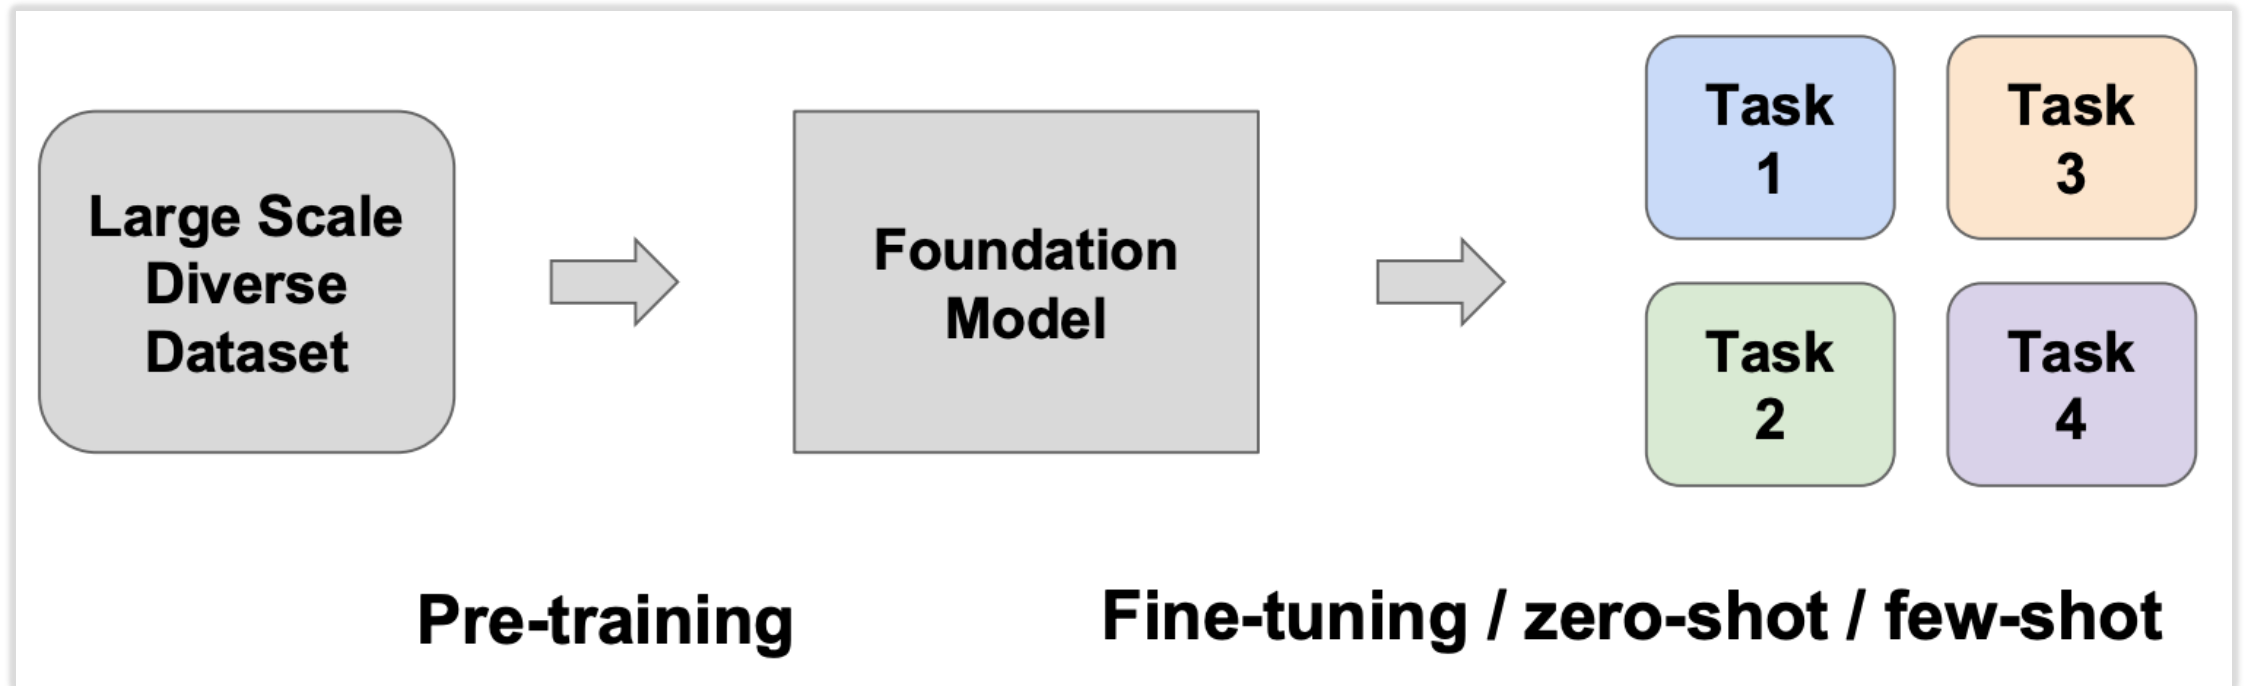 Large Scale
Diverse
Dataset
Foundation
Model
Task
1
Task
3
Task
2
Task
4
Pre-training
Fine-tuning / zero-shot / few-shot